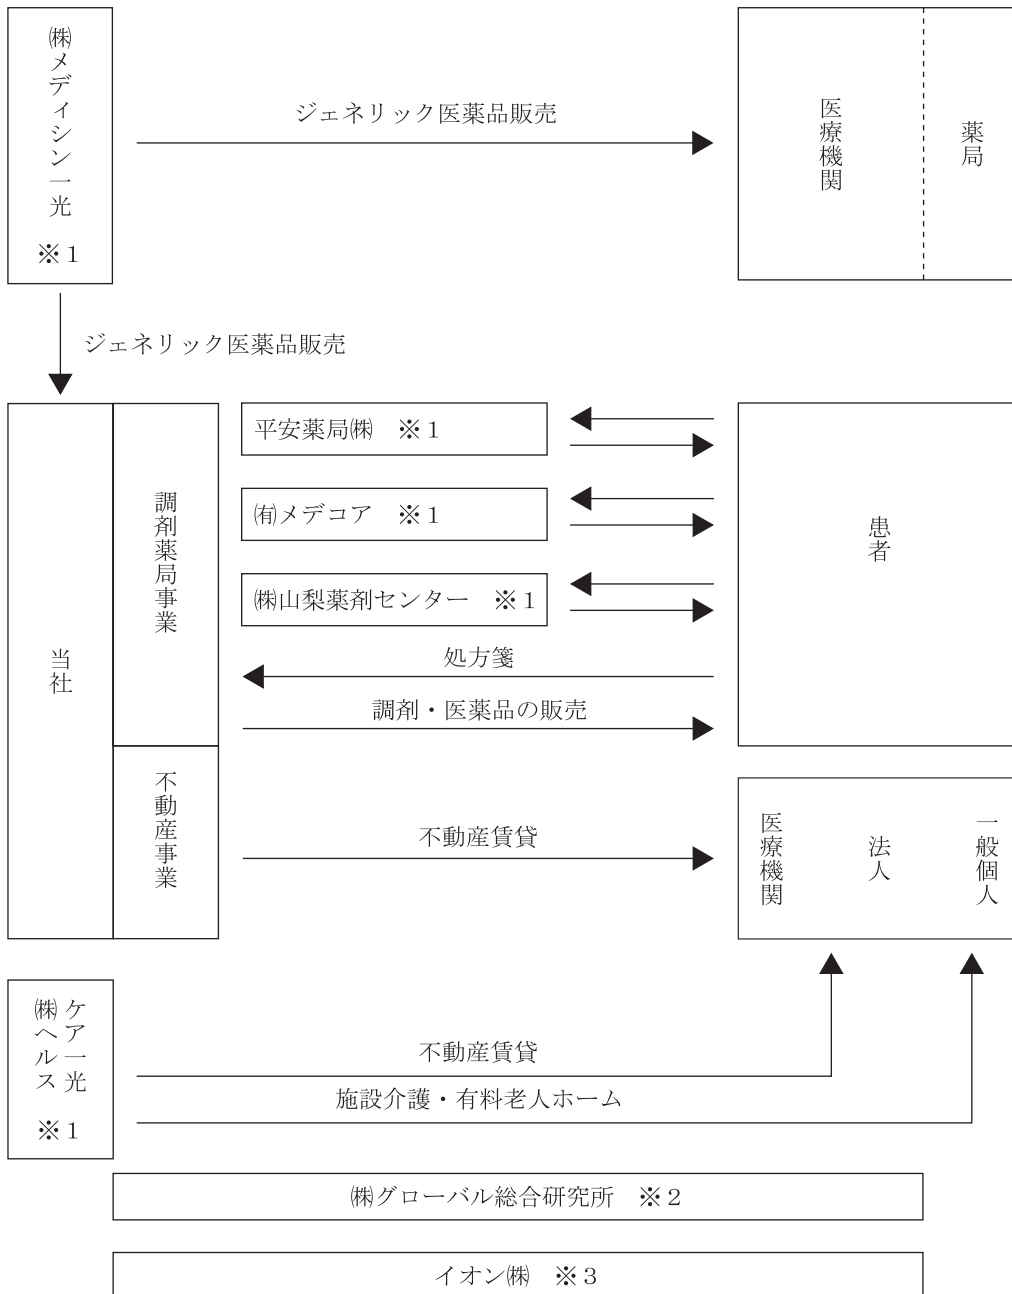 ㈱メディシン一光
※1
ジェネリック医薬品販売
医療機関
薬局
ジェネリック医薬品販売
当社
調剤薬局事業
平安薬局㈱　※1
㈲メデコア　※1
㈱山梨薬剤センター　※1
処方箋
調剤・医薬品の販売
患者
不動産事業
不動産賃貸
医療機関
法人
一般個人
㈱ヘルス
ケア一光
※1
不動産賃貸
施設介護・有料老人ホーム
㈱グローバル総合研究所　※2
イオン㈱　※3